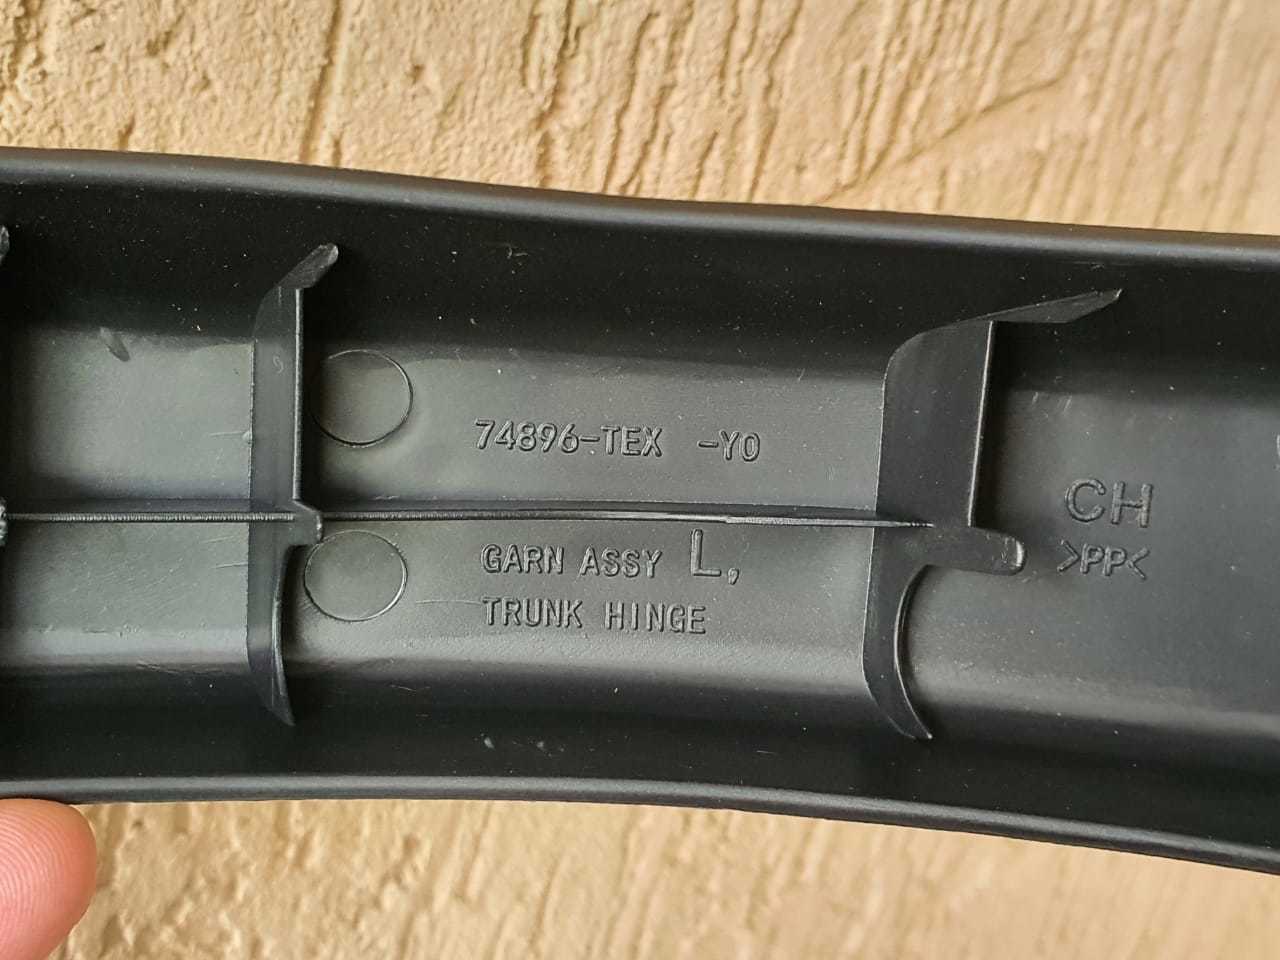 74896-TEX -Y0
GARN ASSY L,
TRUNK HINGE
CH
>PP<